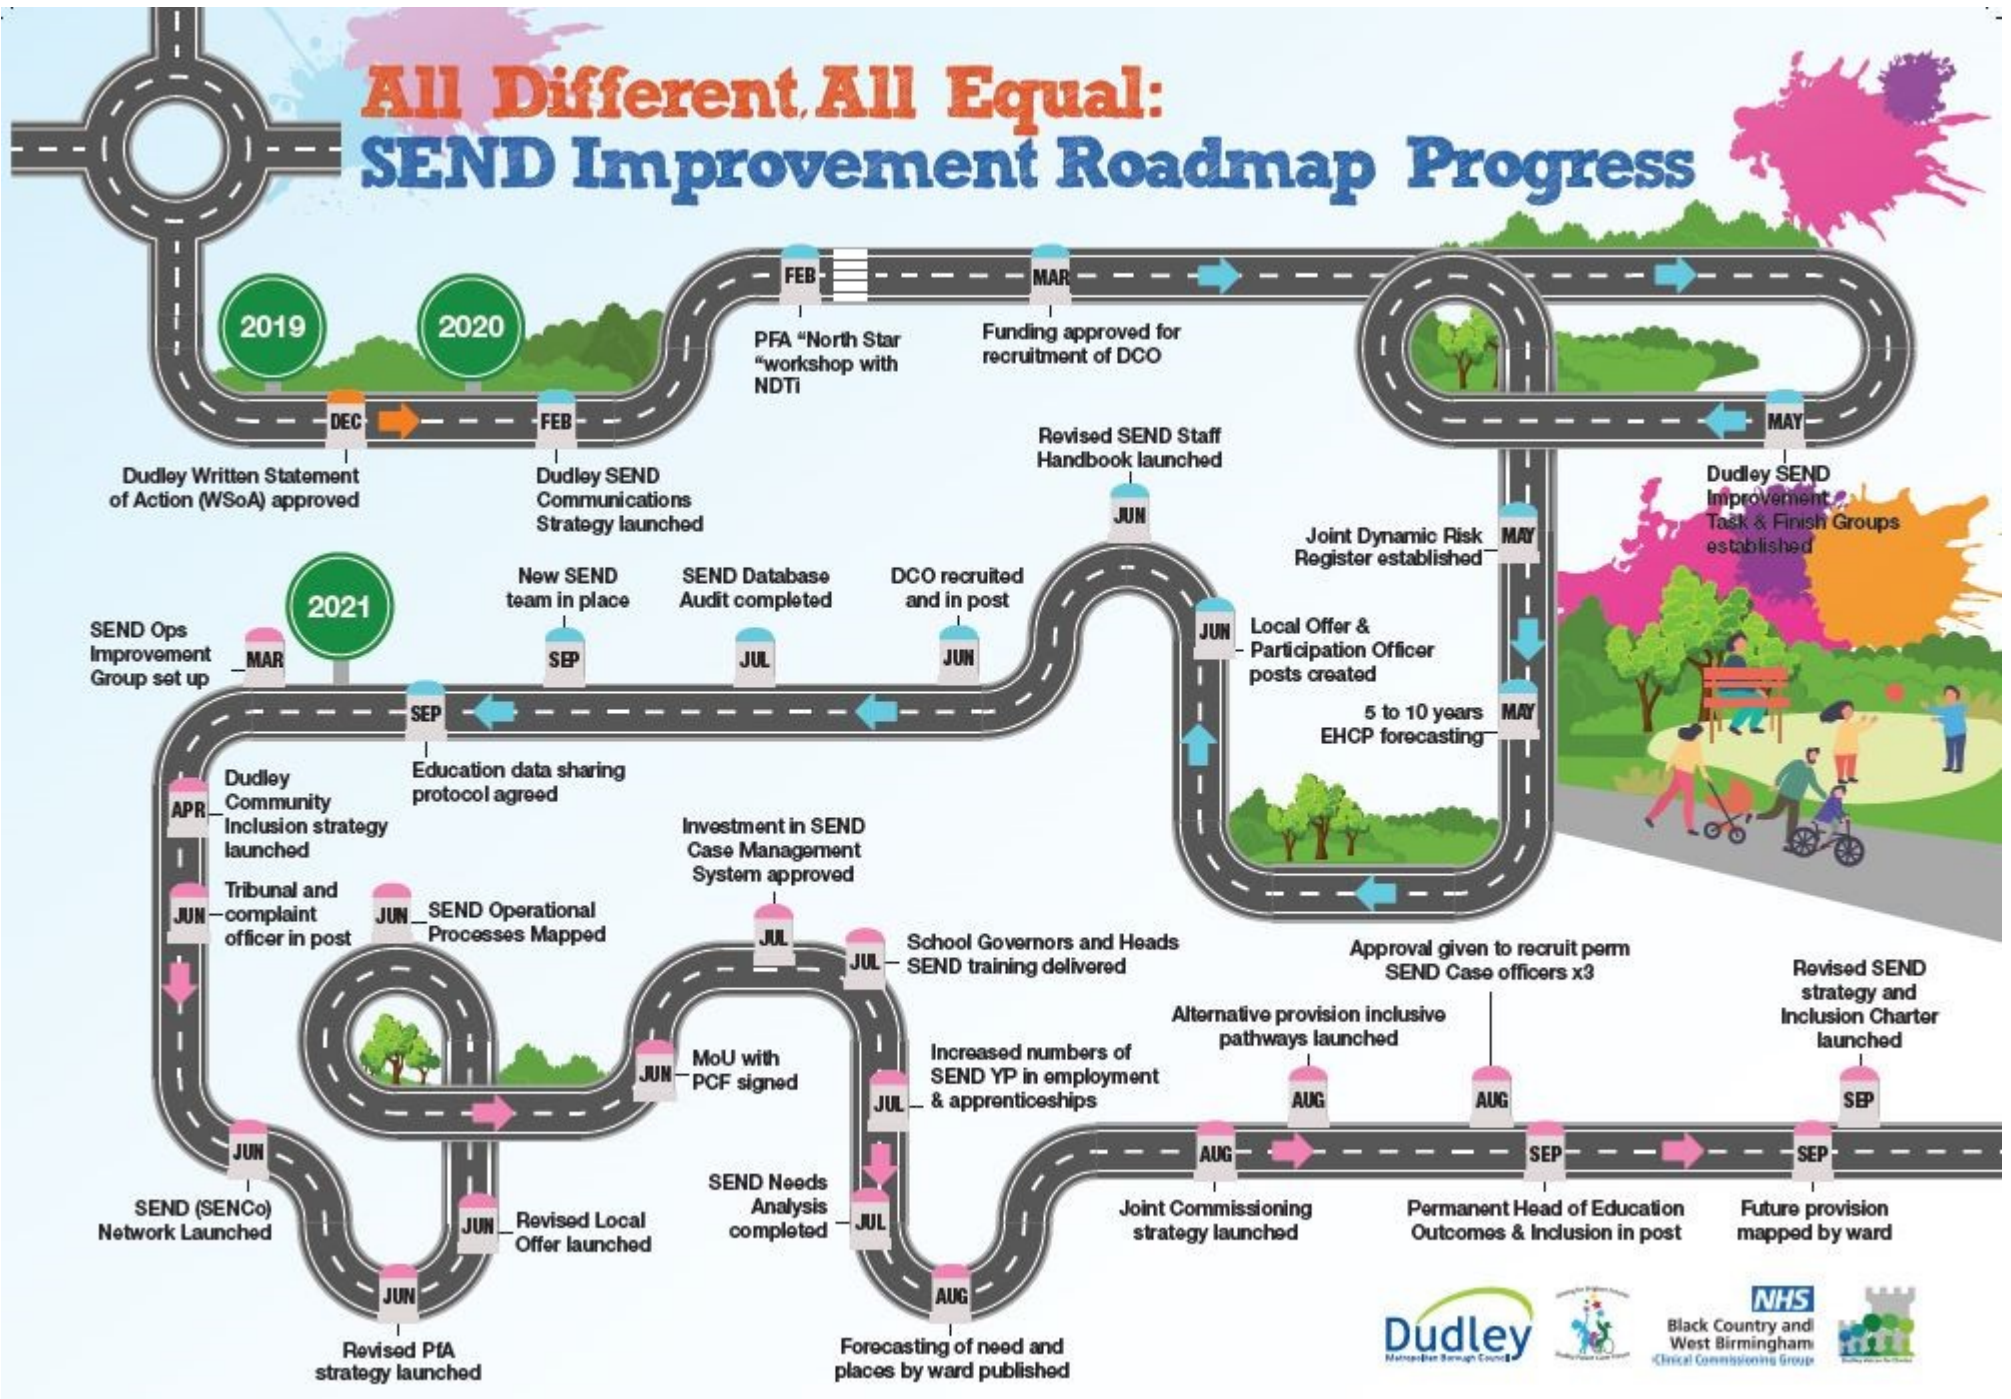 All Different, All Equal:
SEND Improvement Roadmap Progress
2019
2020
DEC
Dudley Written Statement
of Action (WSoA) approved
FEB
Dudley SEND
Communications
Strategy launched
FEB
PFA “North Star
“workshop with
NDTi
MAR
Funding approved for
recruitment of DCO
MAY
Dudley SEND
Improvement
Task & Finish Groups
established
MAY
Joint Dynamic Risk
Register established
MAY
5 to 10 years
EHCP forecasting
JUN
Local Offer &
Participation Officer
posts created
Revised SEND Staff
Handbook launched
JUN
DCO recruited
and in post
JUN
SEND Database
Audit completed
JUL
New SEND
team in place
SEP
SEP
Education data sharing
protocol agreed
2021
SEND Ops
Improvement
Group set up
MAR
APR
Dudley
Community
Inclusion strategy
launched
JUN
Tribunal and
complaint
officer in post
JUN
SEND (SENCo)
Network Launched
JUN
Revised PfA
strategy launched
JUN
Revised Local
Offer launched
JUN
SEND Operational
Processes Mapped
JUN
MoU with
PCF signed
Investment in SEND
Case Management
System approved
JUL
JUL
School Governors and Heads
SEND training delivered
JUL
Increased numbers of
SEND YP in employment
& apprenticeships
JUL
SEND Needs
Analysis
completed
AUG
Forecasting of need and
places by ward published
AUG
Joint Commissioning
strategy launched
Alternative provision inclusive
pathways launched
AUG
Approval given to recruit perm
SEND Case officers x3
AUG
SEP
Permanent Head of Education
Outcomes & Inclusion in post
SEP
Future provision
mapped by ward
Revised SEND
strategy and
Inclusion Charter
launched
SEP
Dudley
Metropolitan Borough Council
NHS
Black Country and
West Birmingham
Clinical Commissioning Group